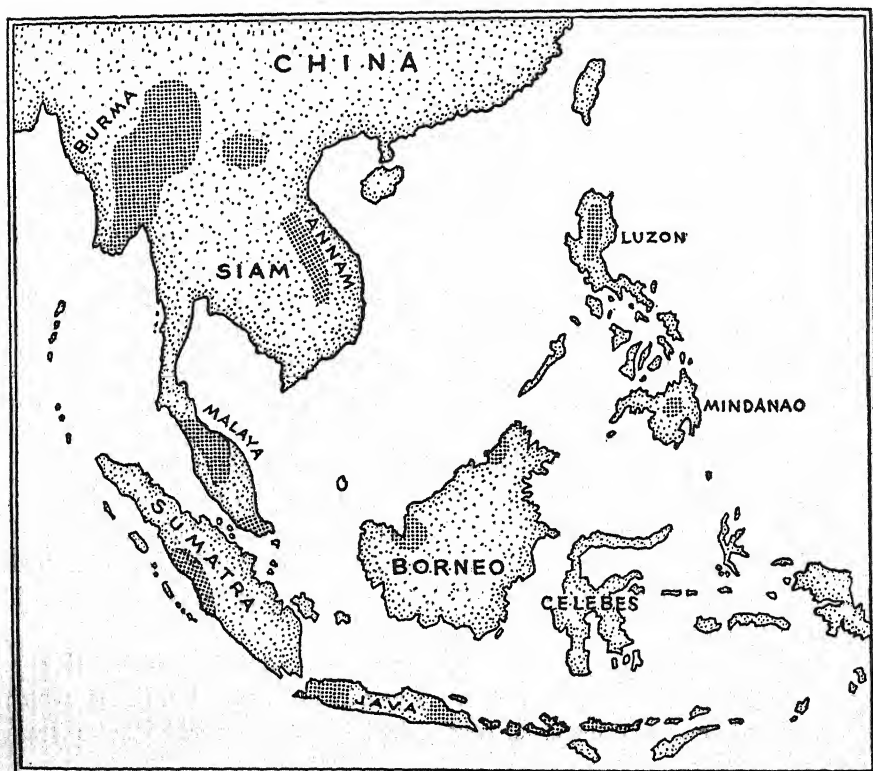 CHINA
BURMA
LUZON
ANNAM
SIAM
MINDANAO
MALAYA
SUMATRA
BORNEO
CELEBES
JAVA